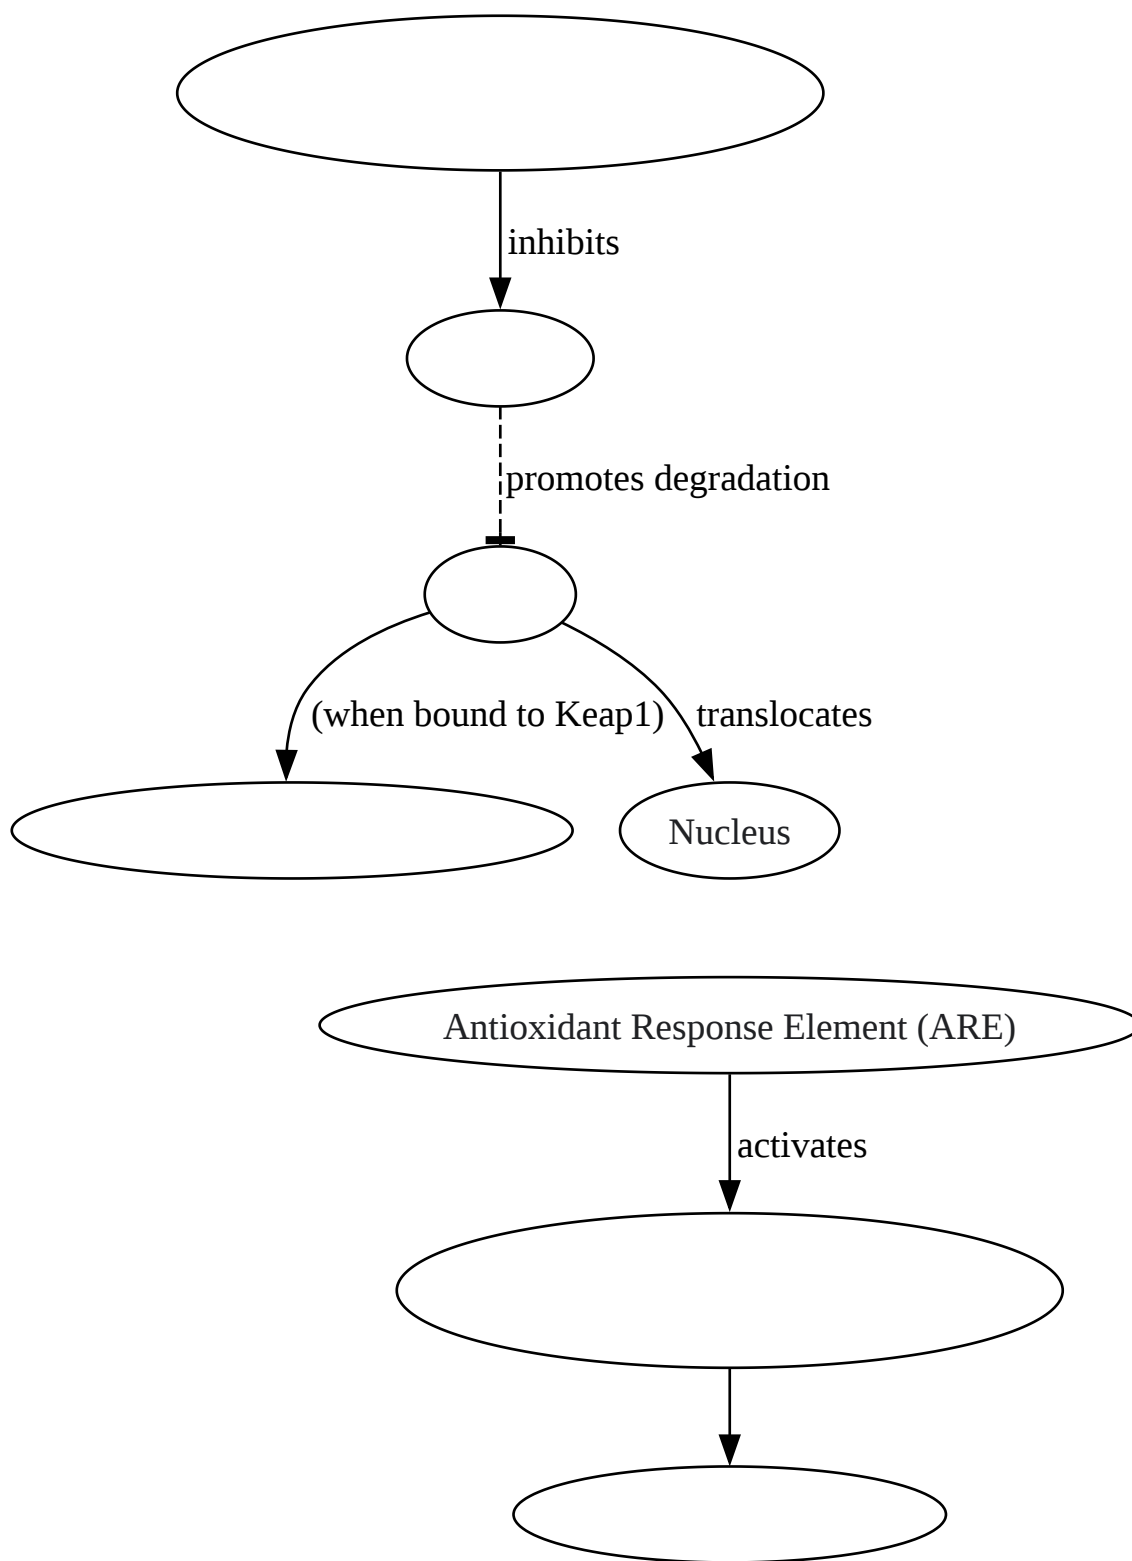 inhibits
promotes degradation
(when bound to Keap1)
translocates
Nucleus
Antioxidant Response Element (ARE)
activates